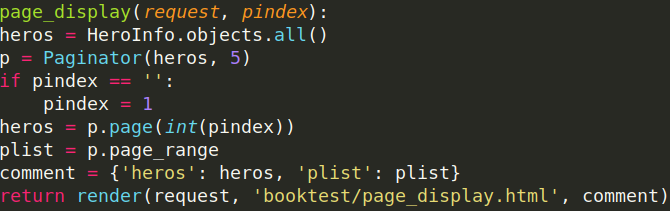 page_display(request, pindex):
heros = HeroInfo.objects.all()
p = Paginator(heros, 5)
if pindex == '':
    pindex = 1
heros = p.page(int(pindex))
plist = p.page_range
comment = {'heros': heros, 'plist': plist}
return render(request, 'booktest/page_display.html', comment)